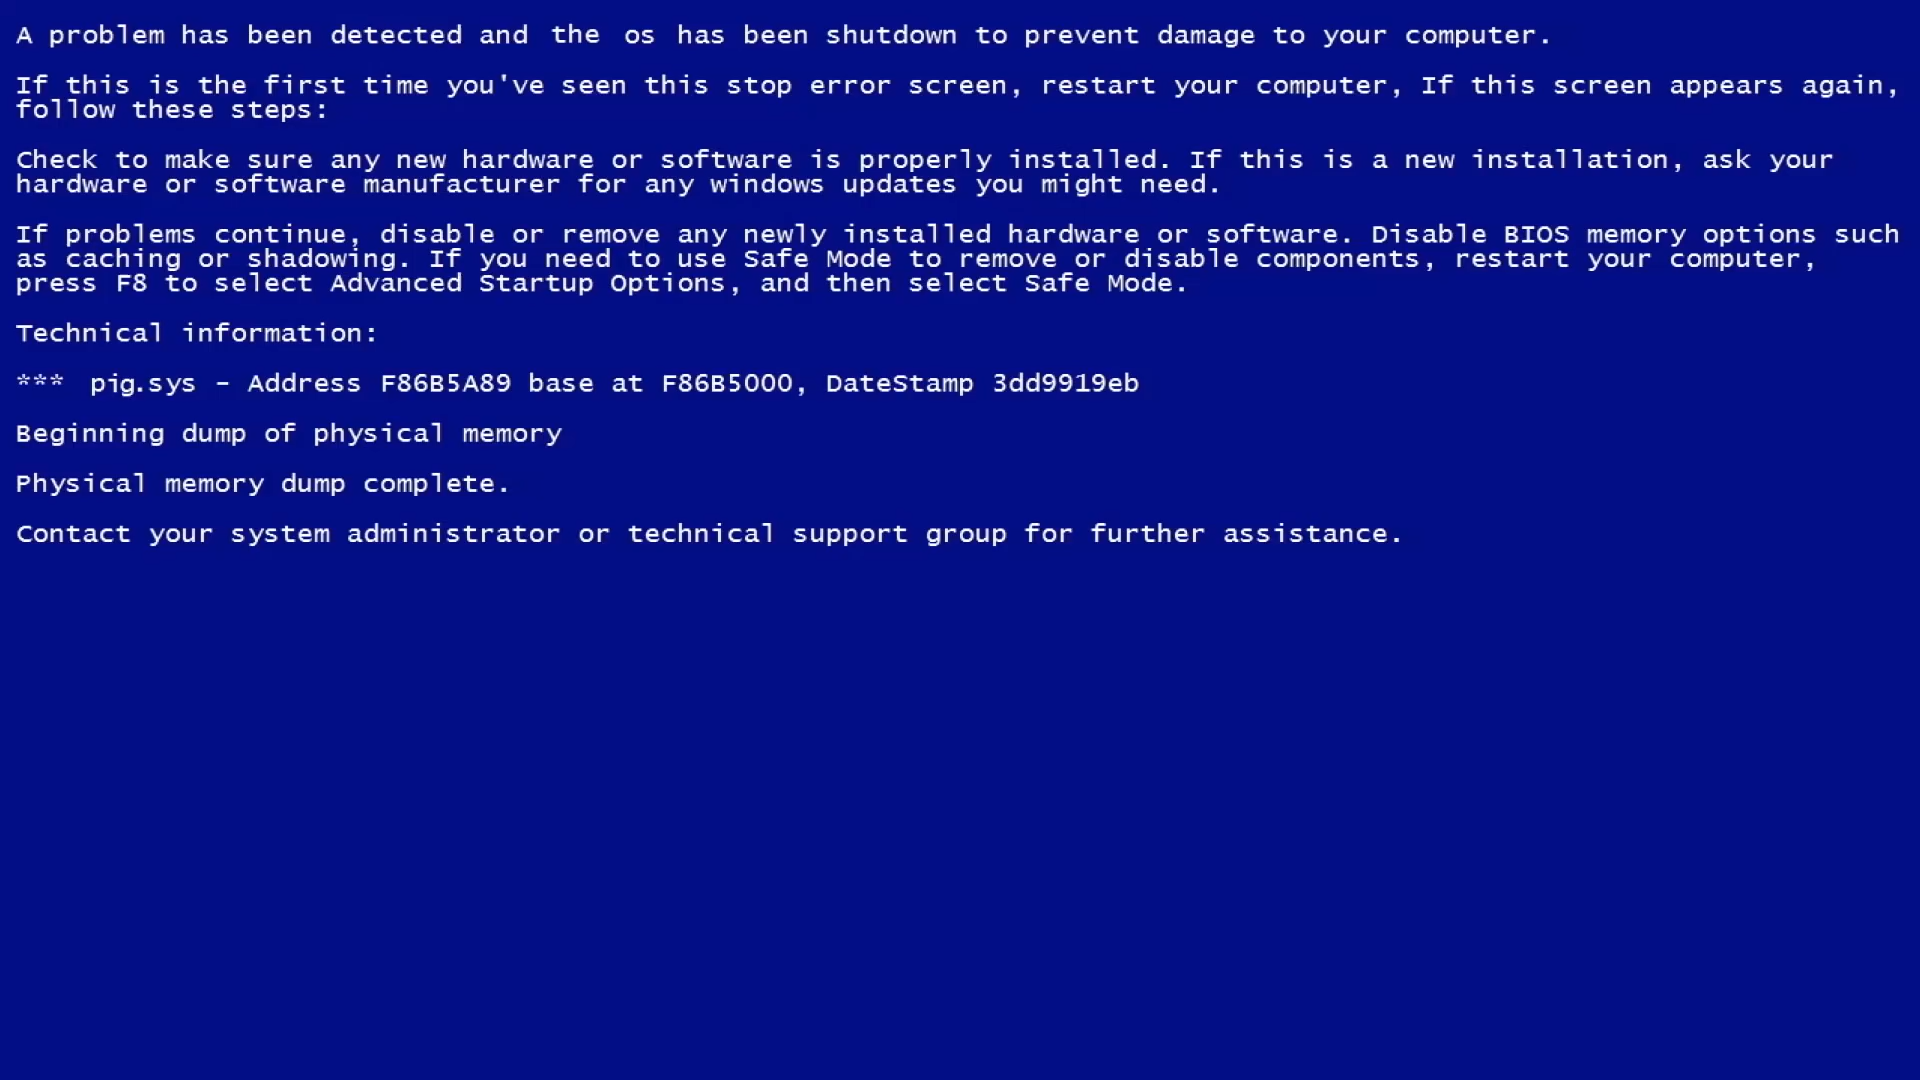 A problem has been detected and the os has been shutdown to prevent damage to your computer.
If this is the first time you've seen this stop error screen, restart your computer, If this screen appears again,
follow these steps:
Check to make sure any new hardware or software is properly installed. If this is a new installation, ask your
hardware or software manufacturer for any windows updates you might need.
If problems continue, disable or remove any newly installed hardware or software. Disable BIOS memory options such
as caching or shadowing. If you need to use Safe Mode to remove or disable components, restart your computer,
press F8 to select Advanced Startup Options, and then select Safe Mode.
Technical information:
*** pig.sys - Address F86B5A89 base at F86B5000, DateStamp 3dd9919eb
Beginning dump of physical memory
Physical memory dump complete.
Contact your system administrator or technical support group for further assistance.